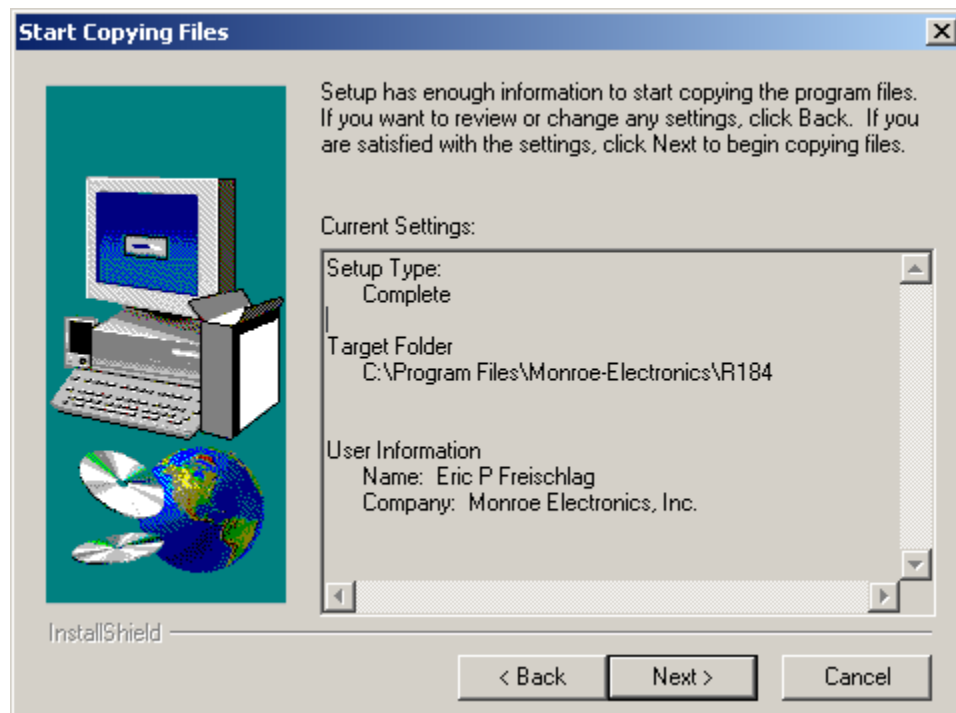 Start Copying Files
Setup has enough information to start copying the program files.
If you want to review or change any settings, click Back.  If you
are satisfied with the settings, click Next to begin copying files.
Current Settings:
Setup Type:
Complete
Target Folder
C:\Program Files\Monroe-Electronics\R184
User Information
Name:  Eric P Freischlag
Company:  Monroe Electronics, Inc.
InstallShield
< Back
Next >
Cancel